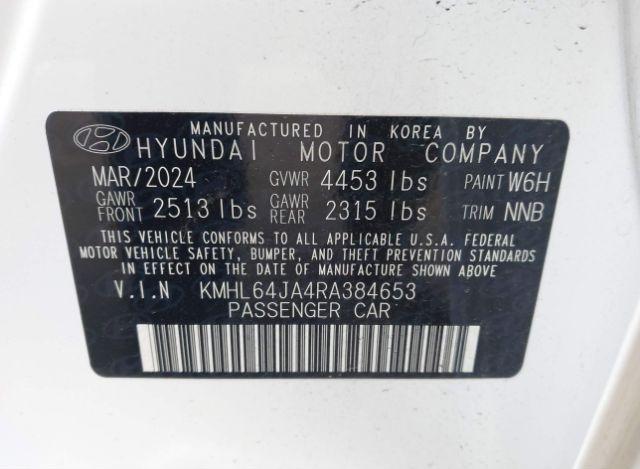 MANUFACTURED IN KOREA BY
HYUNDAI MOTOR COMPANY
MAR/2024 GVWR 4453 lbs PAINT W6H
GAWR FRONT 2513 lbs GAWR REAR 2315 lbs TRIM NNB
THIS VEHICLE CONFORMS TO ALL APPLICABLE U.S.A. FEDERAL
MOTOR VEHICLE SAFETY, BUMPER, AND THEFT PREVENTION
STANDARDS IN EFFECT ON THE DATE OF MANUFACTURE SHOWN ABOVE
V.I.N KMHL64JA4RA384653
PASSENGER CAR